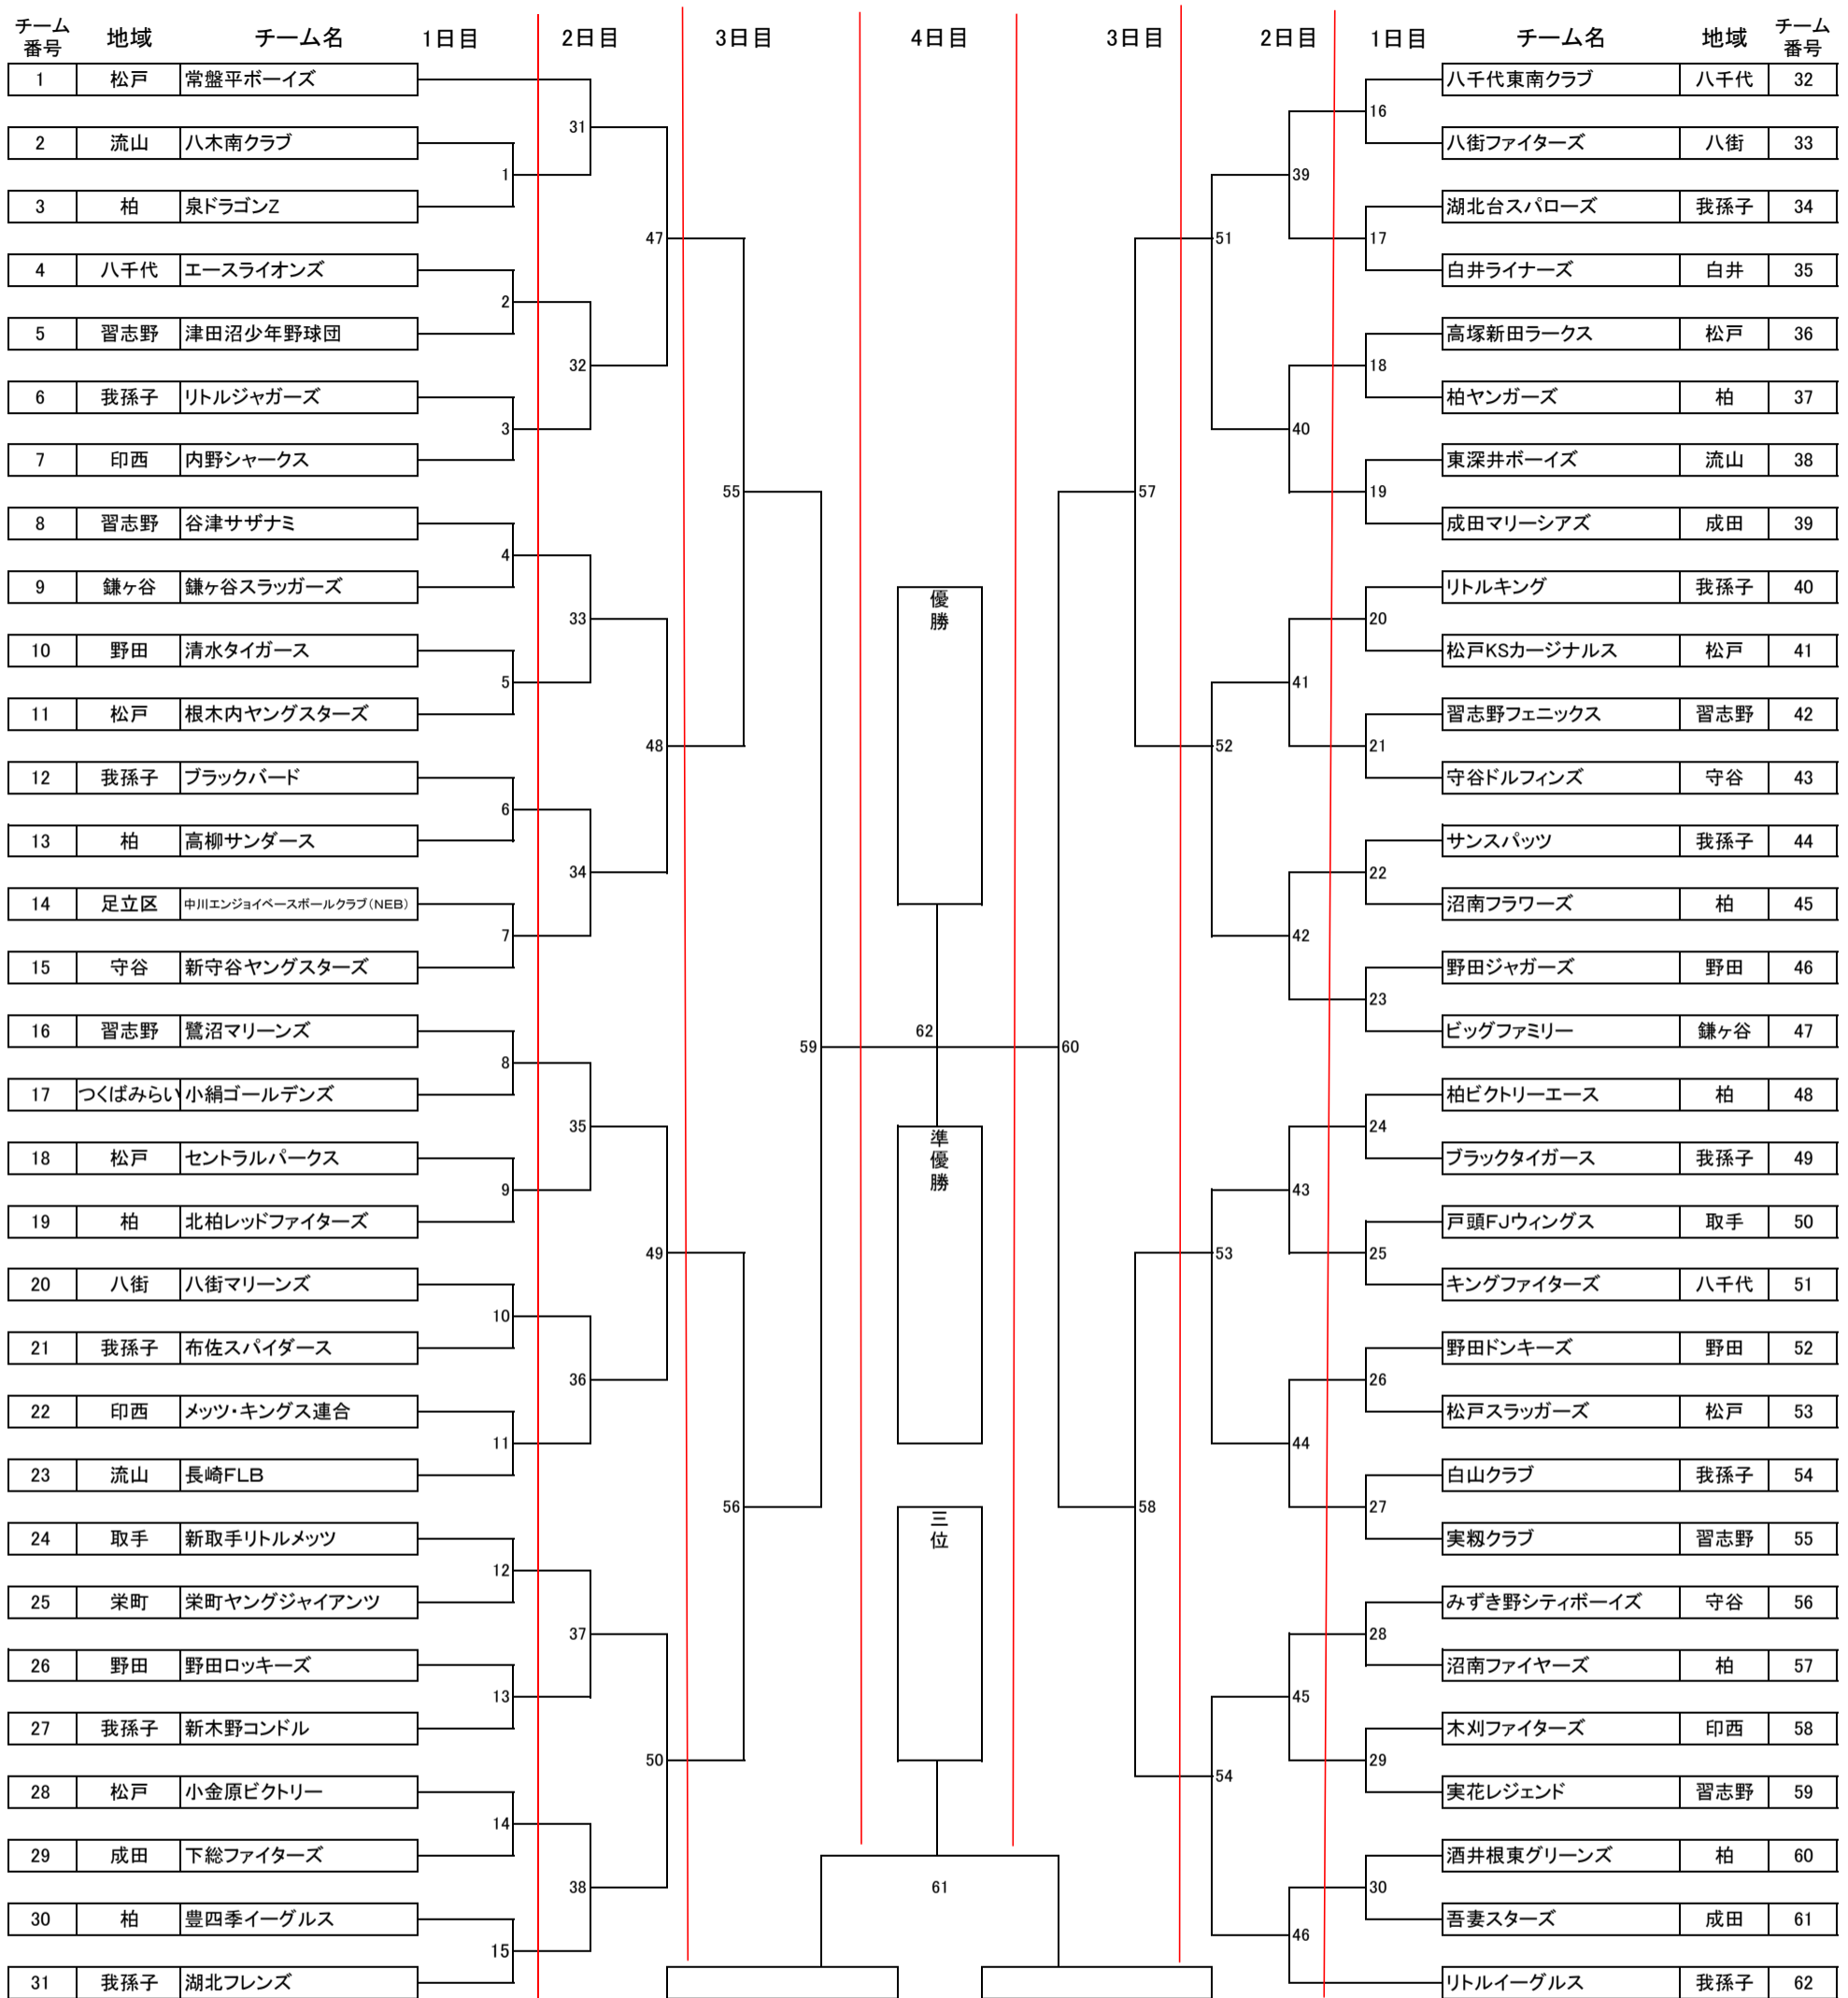 チーム番号 地域 チーム名 1日目 2日目 3日目 4日目 3日目 2日目 1日目 チーム名 地域 チーム番号
1 松戸 常盤平ボーイズ 八千代東南クラブ 八千代 32
16
31
2 流山 八木南クラブ 八街ファイターズ 八街 33
1 39
3 柏 泉ドラゴンZ 湖北台スパローズ 我孫子 34
47 51 17
4 八千代 エースライオンズ 白井ライナーズ 白井 35
2
5 習志野 津田沼少年野球団 高塚新田ラークス 松戸 36
32 18
6 我孫子 リトルジャガーズ 柏ヤンガーズ 柏 37
3 40
7 印西 内野シャークス 東深井ボーイズ 流山 38
55 57 19
8 習志野 谷津サザナミ 成田マリーシアズ 成田 39
4
9 鎌ヶ谷 鎌ヶ谷スラッガーズ リトルキング 我孫子 40
優勝
33 20
10 野田 清水タイガース 松戸KSカージナルス 松戸 41
5 41
11 松戸 根木内ヤングスターズ 習志野フェニックス 習志野 42
48 52 21
12 我孫子 ブラックバード 守谷ドルフィンズ 守谷 43
6
13 柏 高柳サンダース サンスパッツ 我孫子 44
34 22
14 足立区 中川エンジョイベースボールクラブ(NEB) 沼南フラワーズ 柏 45
7 42
15 守谷 新守谷ヤングスターズ 野田ジャガーズ 野田 46
23
16 習志野 鷺沼マリーンズ ビッグファミリー 鎌ヶ谷 47
59 62 60
8
17 つくばみらい 小絹ゴールデンズ 柏ビクトリーエース 柏 48
35 24
準優勝
18 松戸 セントラルパークス ブラックタイガース 我孫子 49
9 43
19 柏 北柏レッドファイターズ 戸頭FJウィングス 取手 50
49 53 25
20 八街 八街マリーンズ キングファイターズ 八千代 51
10
21 我孫子 布佐スパイダース 野田ドンキーズ 野田 52
36 26
22 印西 メッツ・キングス連合 松戸スラッガーズ 松戸 53
11 44
23 流山 長崎FLB 白山クラブ 我孫子 54
56 58 27
三位
24 取手 新取手リトルメッツ 実籾クラブ 習志野 55
12
25 栄町 栄町ヤングジャイアンツ みずき野シティボーイズ 守谷 56
37 28
26 野田 野田ロッキーズ 沼南ファイヤーズ 柏 57
13 45
27 我孫子 新木野コンドル 木刈ファイターズ 印西 58
50 54 29
28 松戸 小金原ビクトリー 実花レジェンド 習志野 59
14
29 成田 下総ファイターズ 酒井根東グリーンズ 柏 60
38 61 30
30 柏 豊四季イーグルス 吾妻スターズ 成田 61
15 46
31 我孫子 湖北フレンズ リトルイーグルス 我孫子 62